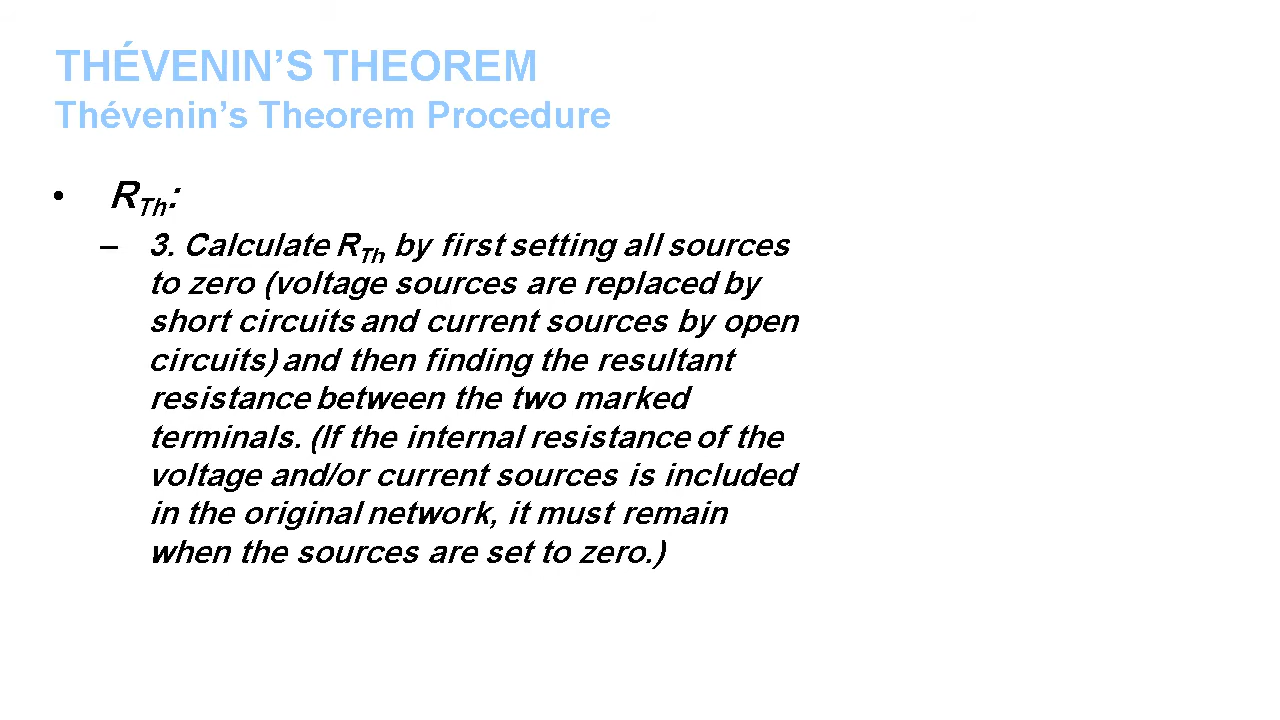 THÉVENIN’S THEOREM
Thévenin’s Theorem Procedure
• RTh:
– 3. Calculate RTh by first setting all sources
to zero (voltage sources are replaced by
short circuits and current sources by open
circuits) and then finding the resultant
resistance between the two marked
terminals. (If the internal resistance of the
voltage and/or current sources is included
in the original network, it must remain
when the sources are set to zero.)